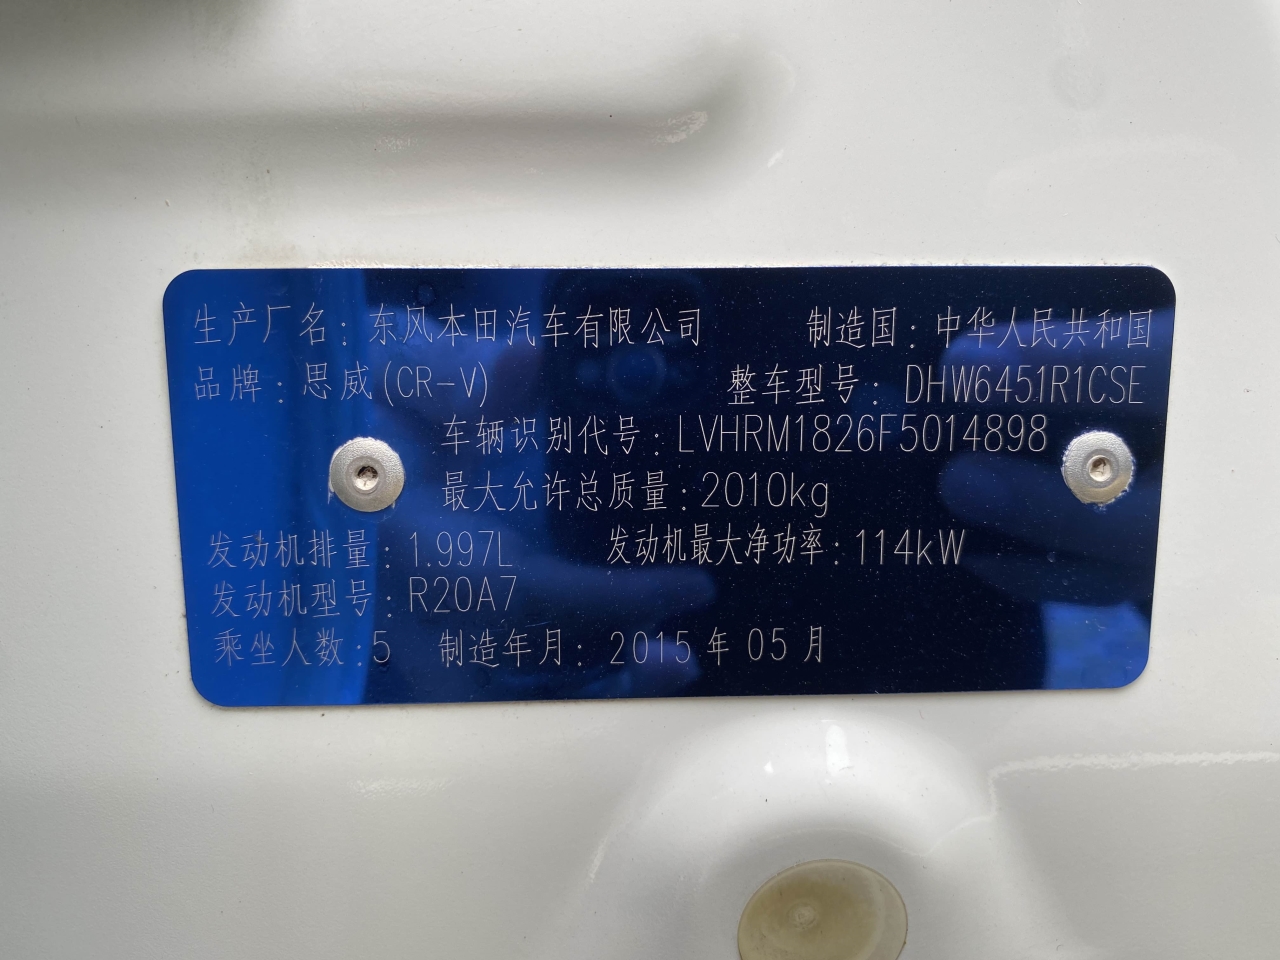 生产厂名：东风本田汽车有限公司 制造国：中华人民共和国
品牌：思威(CR-V) 整车型号：DHW6451R1CSE
车辆识别代号：LVHRM1826F5014898
最大允许总质量：2010kg
发动机排量：1.997L 发动机最大净功率：114kW
发动机型号：R20A7
乘坐人数：5 制造年月：2015年05月